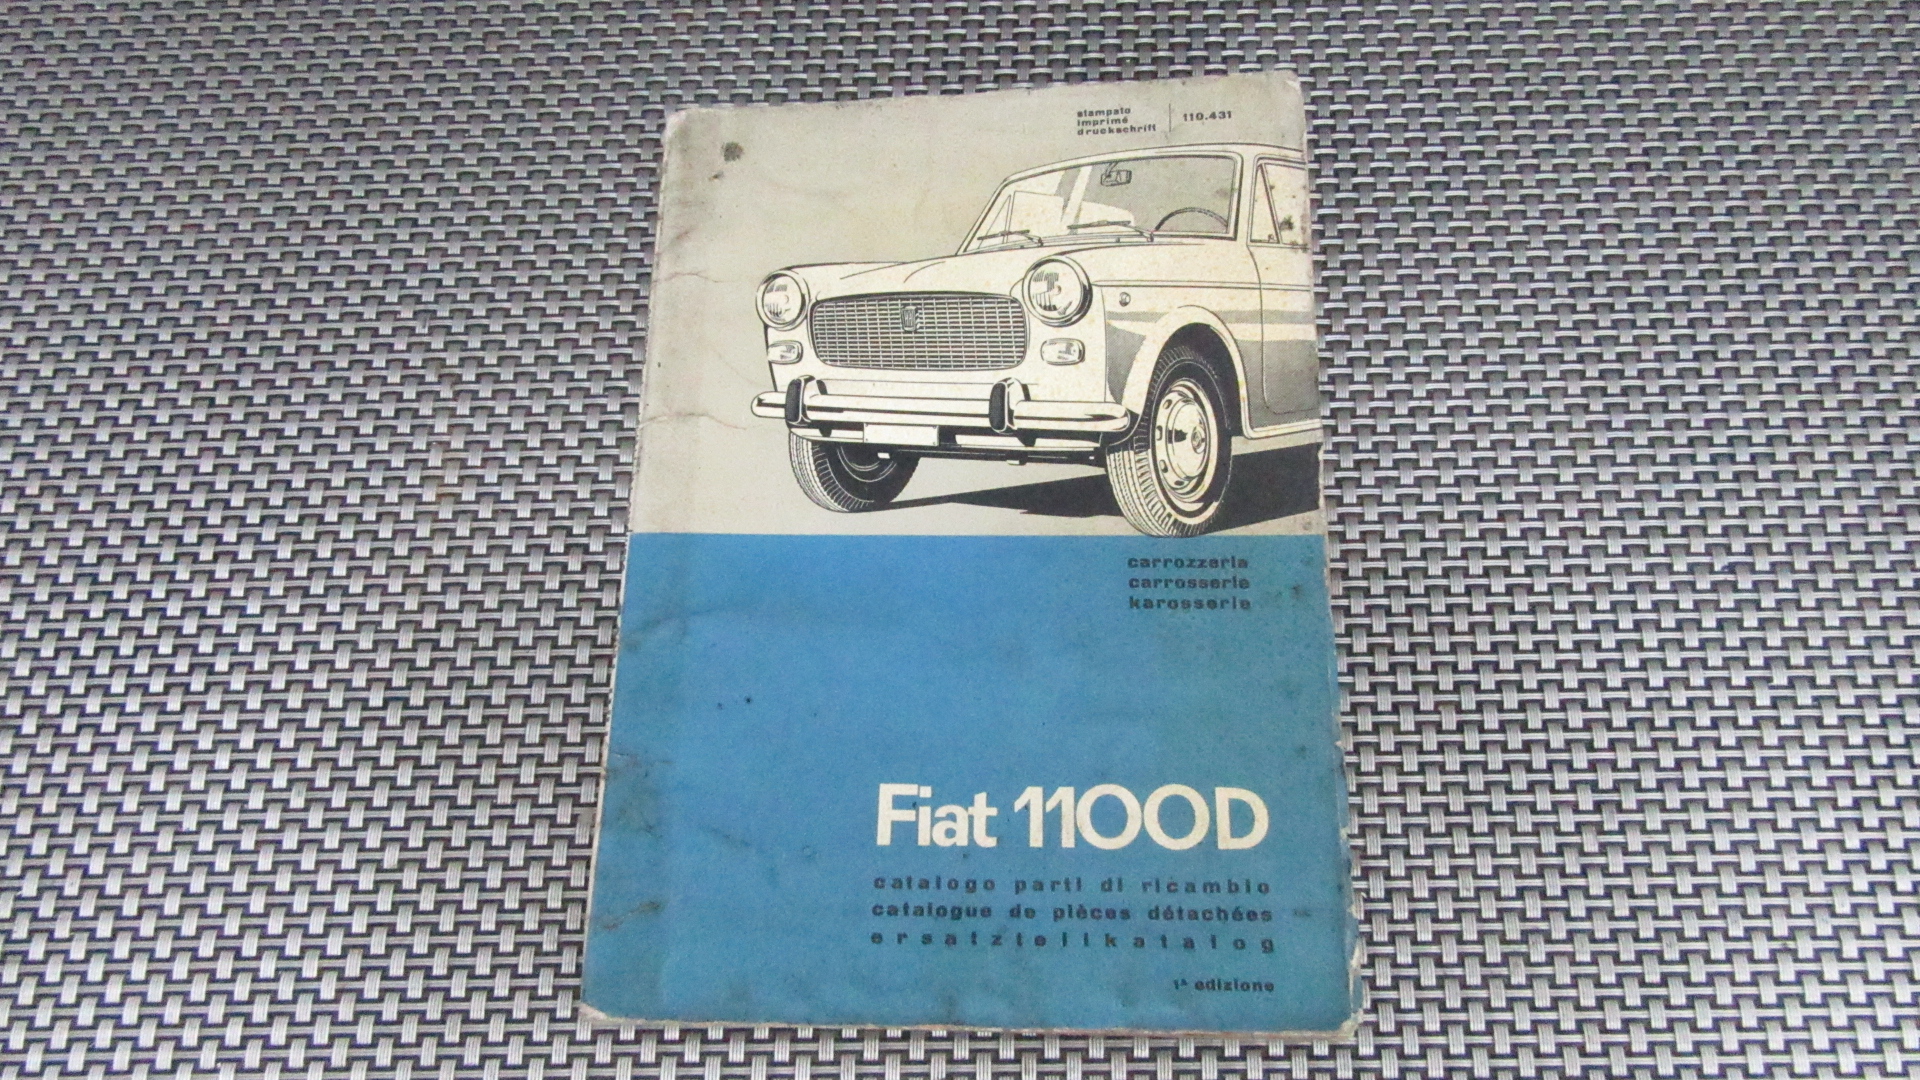 stampato
imprimé
druckschrift
110.431
carrozzeria
carrosserie
karosserie
Fiat 1100D
catalogo parti di ricambio
catalogue de pièces détachées
ersatzteilkatalog
1ª edizione